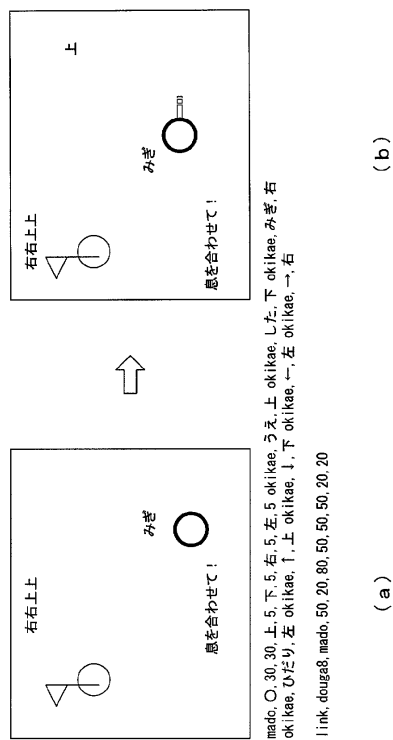 右右上上
みぎ
息を合わせて！
右右上上
上
みぎ
息を合わせて！
mado, ○, 30, 30, 上, 5, 下, 5, 右, 5, 左, 5 okikae, うえ, 上 okikae, した, 下 okikae, みぎ, 右
okikae, ひだり, 左 okikae, ↑, 上 okikae, ↓, 下 okikae, ←, 左 okikae, →, 右
link, douga8, mado, 50, 20, 80, 50, 50, 50, 20, 20
(a)
(b)